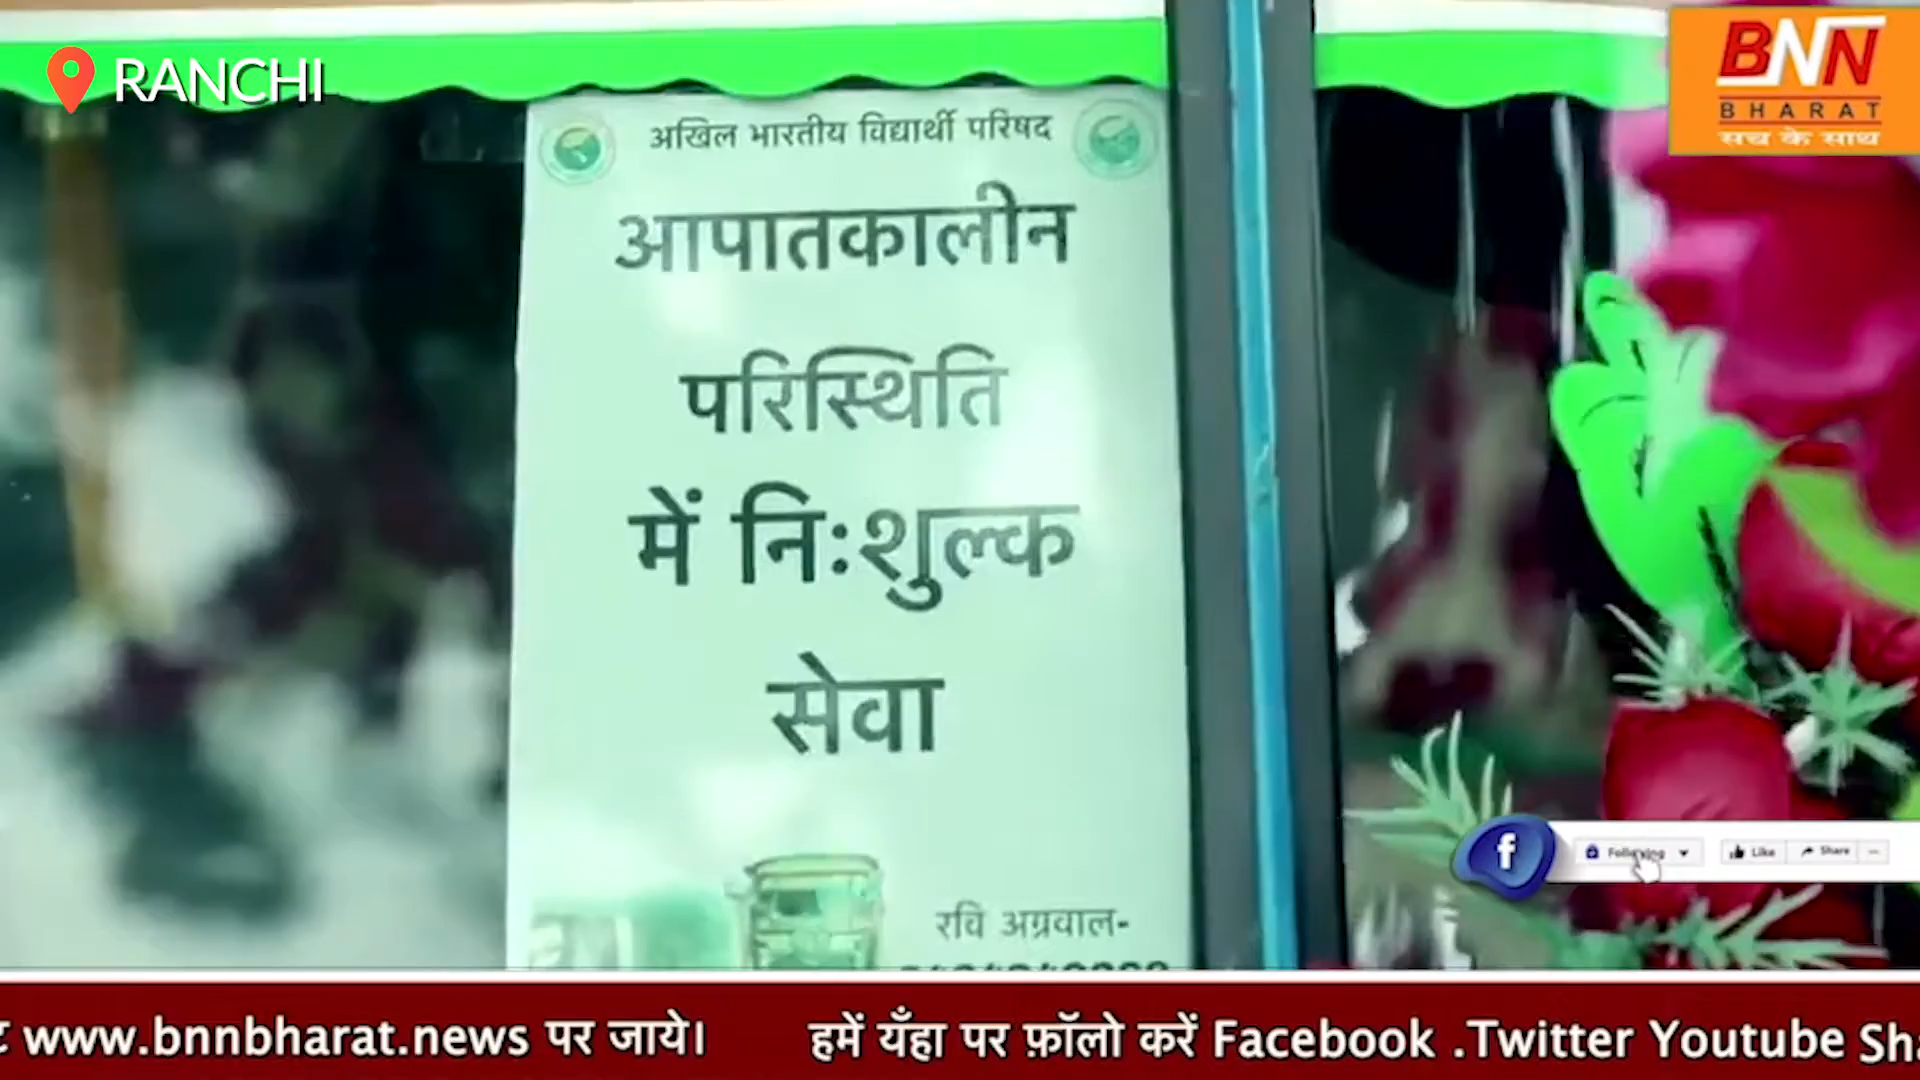 RANCHI
BNN
BHARAT
सच के साथ
अखिल भारतीय विद्यार्थी परिषद
आपातकालीन
परिस्थिति
में निःशुल्क
सेवा
रवि अग्रवाल-
Following
Like
Share
www.bnnbharat.news पर जाये। हमें यँहा पर फ़ॉलो करें Facebook .Twitter Youtube